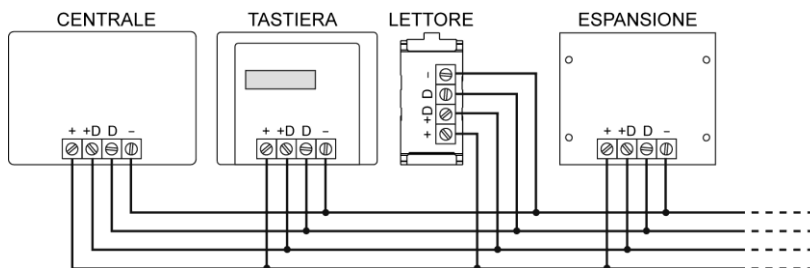 CENTRALE TASTIERA LETTORE ESPANSIONE
+ +D D –
+ +D D –
– D +D +
+ +D D –